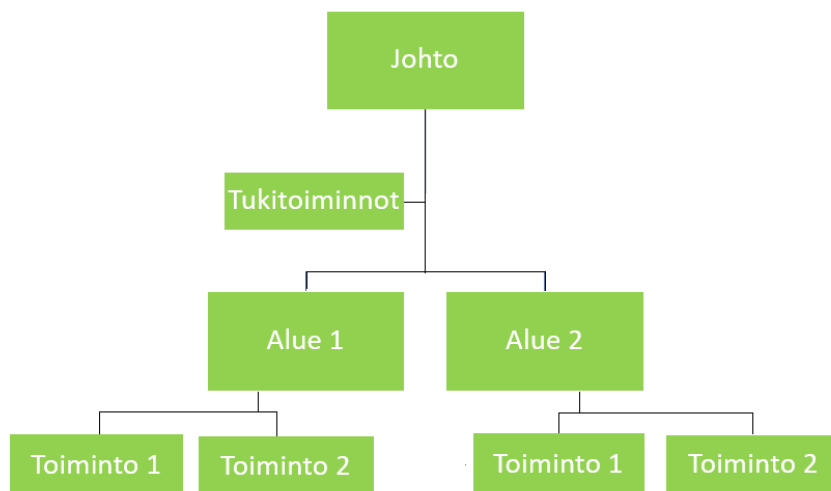 Johto
Tukitoiminnot
Alue 1
Alue 2
Toiminto 1
Toiminto 2
Toiminto 1
Toiminto 2